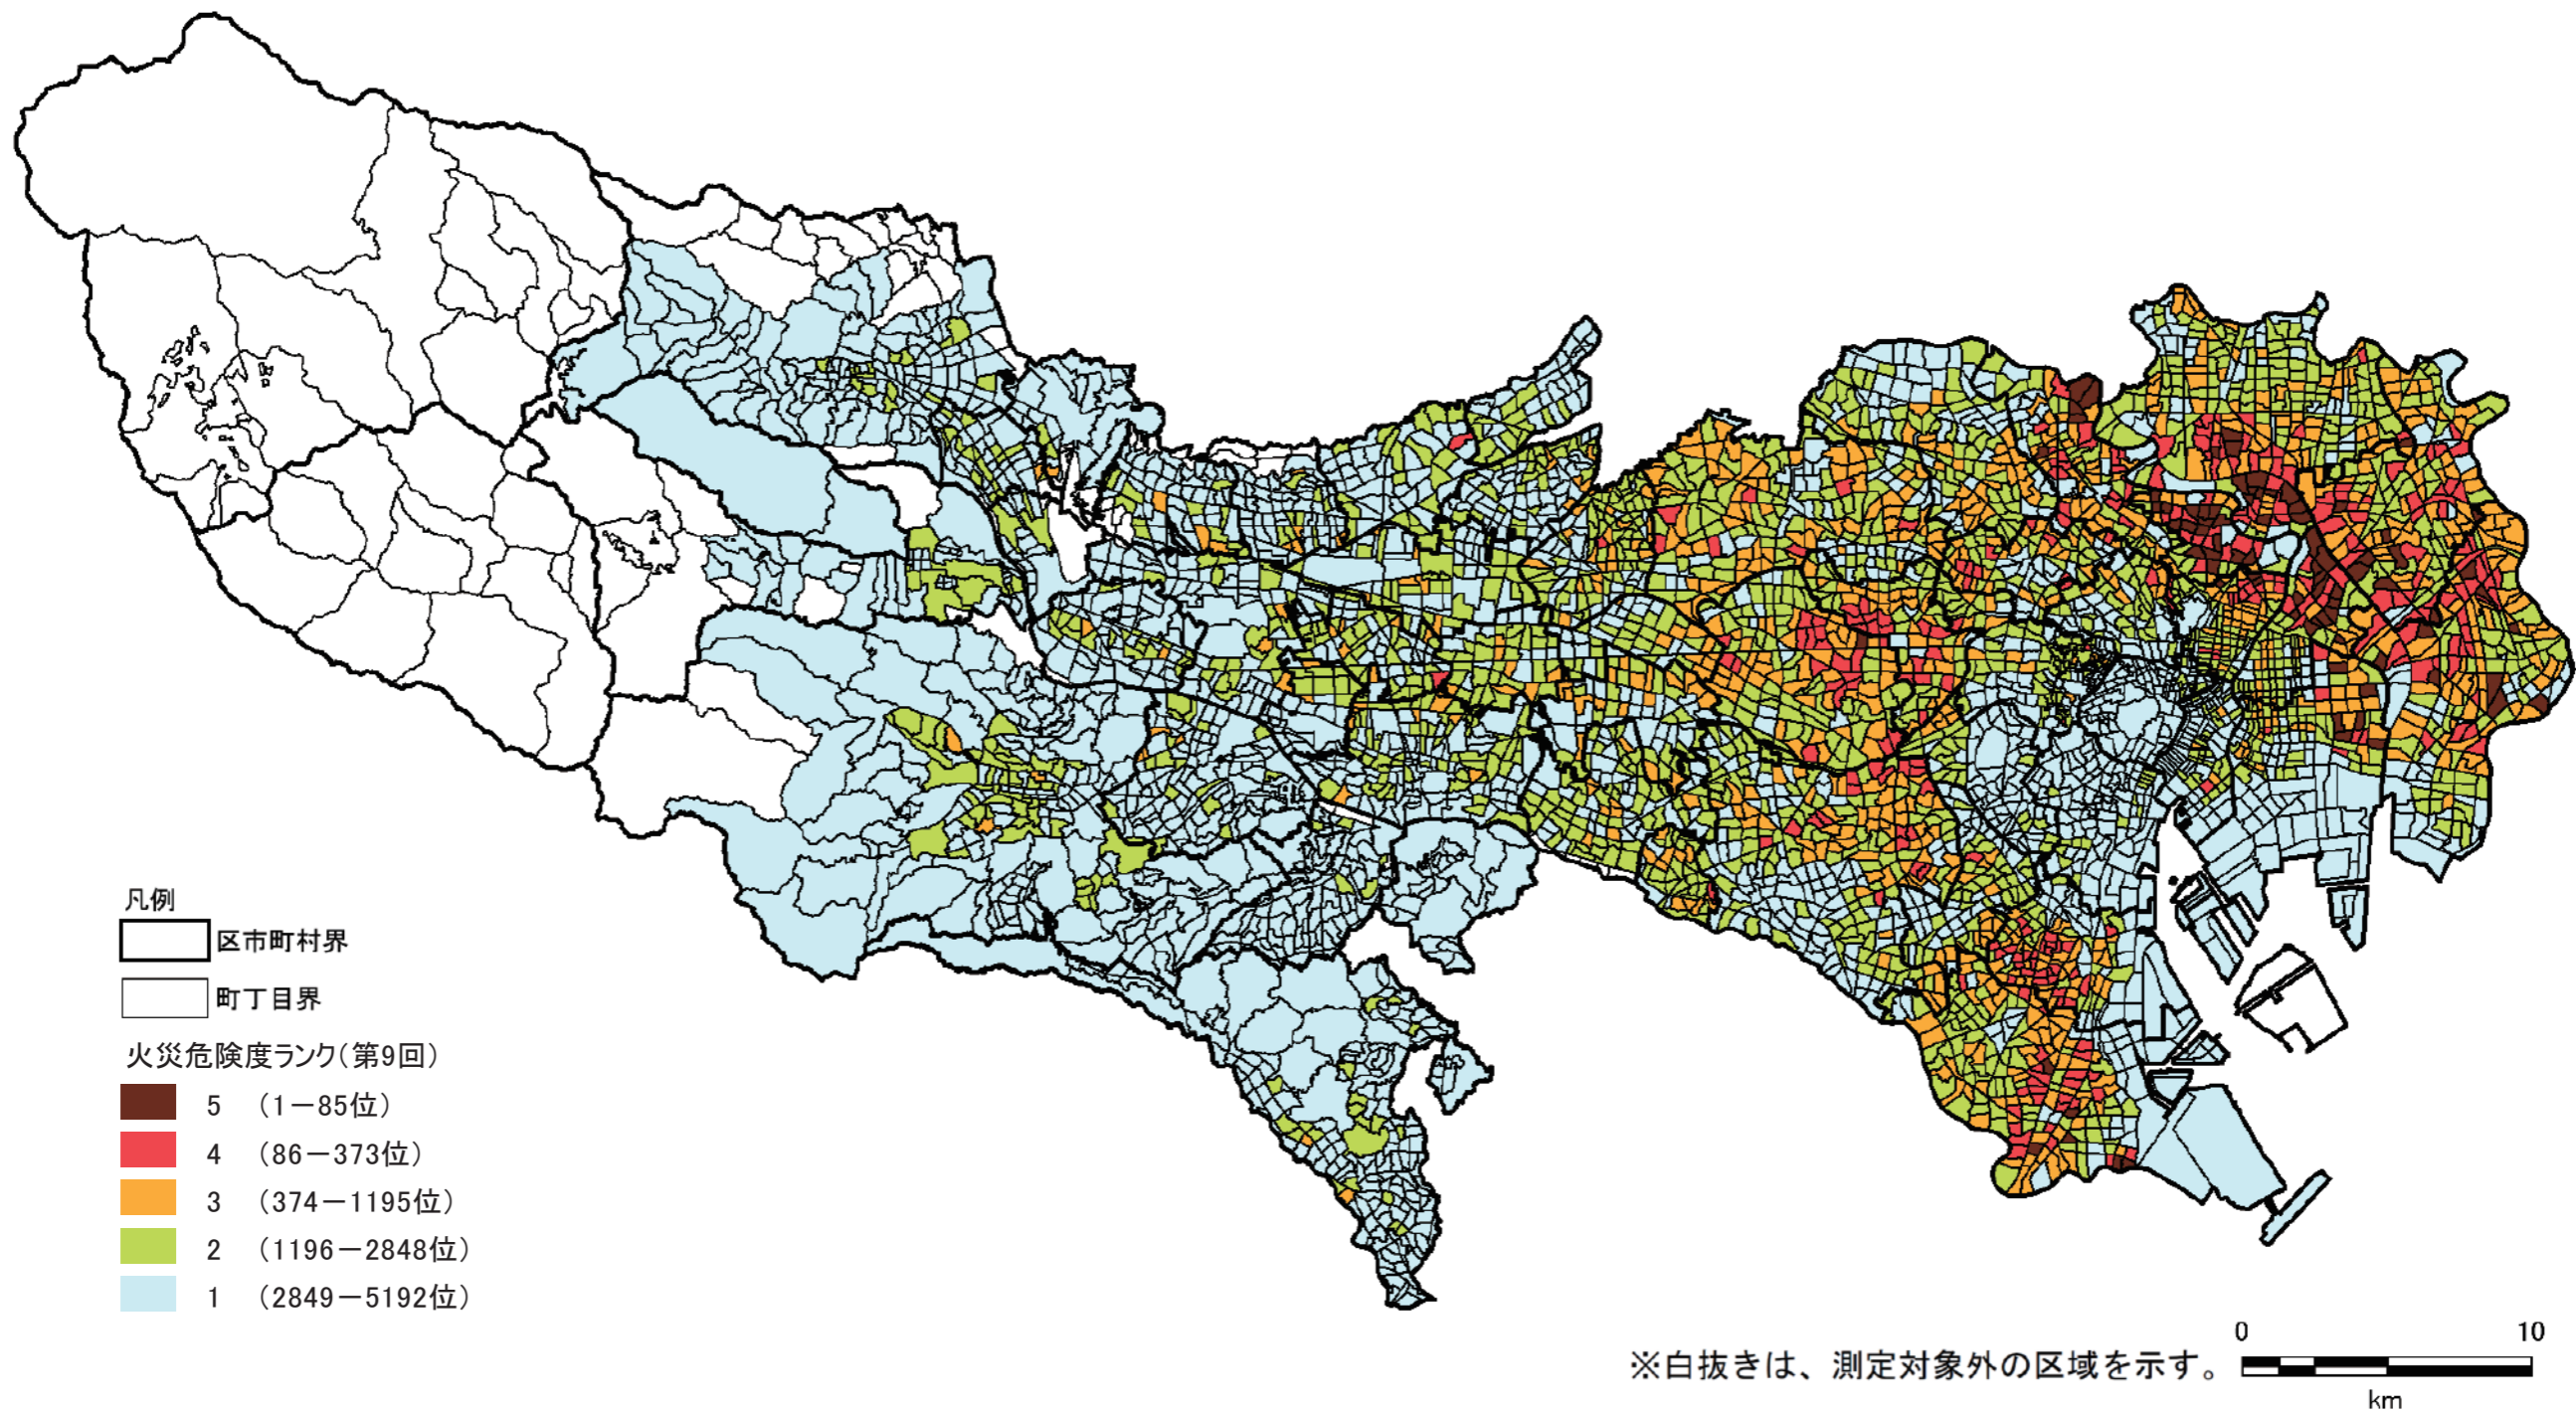 凡例
区市町村界
町丁目界
火災危険度ランク(第9回)
5 (1－85位)
4 (86－373位)
3 (374－1195位)
2 (1196－2848位)
1 (2849－5192位)
※白抜きは、測定対象外の区域を示す。
0 10
km